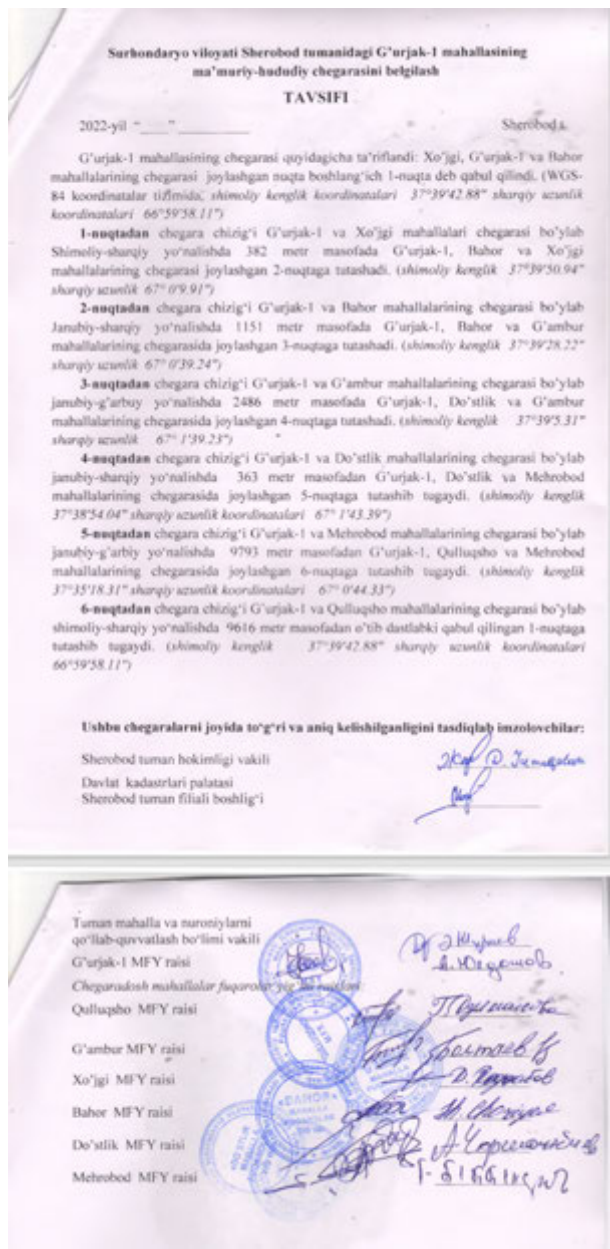 Surhondaryo viloyati Sherobod tumanidagi G'urjak-1 mahallasining
ma'muriy-hududiy chegarasini belgilash
TAVSIFI
2022-yil "____" __________ Sherobod s.
G'urjak-1 mahallasining chegarasi quyidagicha ta'riflandi: Xo'jgi, G'urjak-1 va Bahor
mahallalarining chegarasi joylashgan nuqta boshlang'ich 1-nuqta deb qabul qilindi. (WGS-
84 koordinatalar tizimida, shimoliy kenglik koordinatalari 37°39'42.88" sharqiy uzunlik
koordinatalari 66°59'58.11")
1-nuqtadan chegara chizig'i G'urjak-1 va Xo'jgi mahallalari chegarasi bo'ylab
Shimoliy-sharqiy yo'nalishda 382 metr masofada G'urjak-1, Bahor va Xo'jgi
mahallalarining chegarasi joylashgan 2-nuqtaga tutashadi. (shimoliy kenglik 37°39'50.94"
sharqiy uzunlik 67° 0'9.91")
2-nuqtadan chegara chizig'i G'urjak-1 va Bahor mahallalarining chegarasi bo'ylab
Janubiy-sharqiy yo'nalishda 1151 metr masofada G'urjak-1, Bahor va G'ambur
mahallalarining chegarasida joylashgan 3-nuqtaga tutashadi. (shimoliy kenglik 37°39'28.22"
sharqiy uzunlik 67° 0'39.24")
3-nuqtadan chegara chizig'i G'urjak-1 va G'ambur mahallalarining chegarasi bo'ylab
janubiy-g'arbuy yo'nalishda 2486 metr masofada G'urjak-1, Do'stlik va G'ambur
mahallalarining chegarasida joylashgan 4-nuqtaga tutashadi. (shimoliy kenglik 37°39'5.31"
sharqiy uzunlik 67° 1'39.23")
4-nuqtadan chegara chizig'i G'urjak-1 va Do'stlik mahallalarining chegarasi bo'ylab
janubiy-sharqiy yo'nalishda 363 metr masofadan G'urjak-1, Do'stlik va Mehrobod
mahallalarining chegarasida joylashgan 5-nuqtaga tutashib tugaydi. (shimoliy kenglik
37°38'54.04" sharqiy uzunlik koordinatalari 67° 1'43.39")
5-nuqtadan chegara chizig'i G'urjak-1 va Mehrobod mahallalarining chegarasi bo'ylab
janubiy-g'arbiy yo'nalishda 9793 metr masofadan G'urjak-1, Qulluqsho va Mehrobod
mahallalarining chegarasida joylashgan 6-nuqtaga tutashib tugaydi. (shimoliy kenglik
37°35'18.31" sharqiy uzunlik koordinatalari 67° 0'44.33")
6-nuqtadan chegara chizig'i G'urjak-1 va Qulluqsho mahallalarining chegarasi bo'ylab
shimoliy-sharqiy yo'nalishda 9616 metr masofadan o'tib dastlabki qabul qilingan 1-nuqtaga
tutashib tugaydi. (shimoliy kenglik 37°39'42.88" sharqiy uzunlik koordinatalari
66°59'58.11")
Ushbu chegaralarni joyida to'g'ri va aniq kelishilganligini tasdiqlab imzolovchilar:
Sherobod tuman hokimligi vakili
Davlat kadastrlari palatasi
Sherobod tuman filiali boshlig'i
Tuman mahalla va nuroniylarni
qo'llab-quvvatlash bo'limi vakili
G'urjak-1 MFY raisi
Chegaradosh mahallalar fuqarolar
Qulluqsho MFY raisi
G'ambur MFY raisi
Xo'jgi MFY raisi
Bahor MFY raisi
«BAHOR»
Do'stlik MFY raisi
Mehrobod MFY raisi